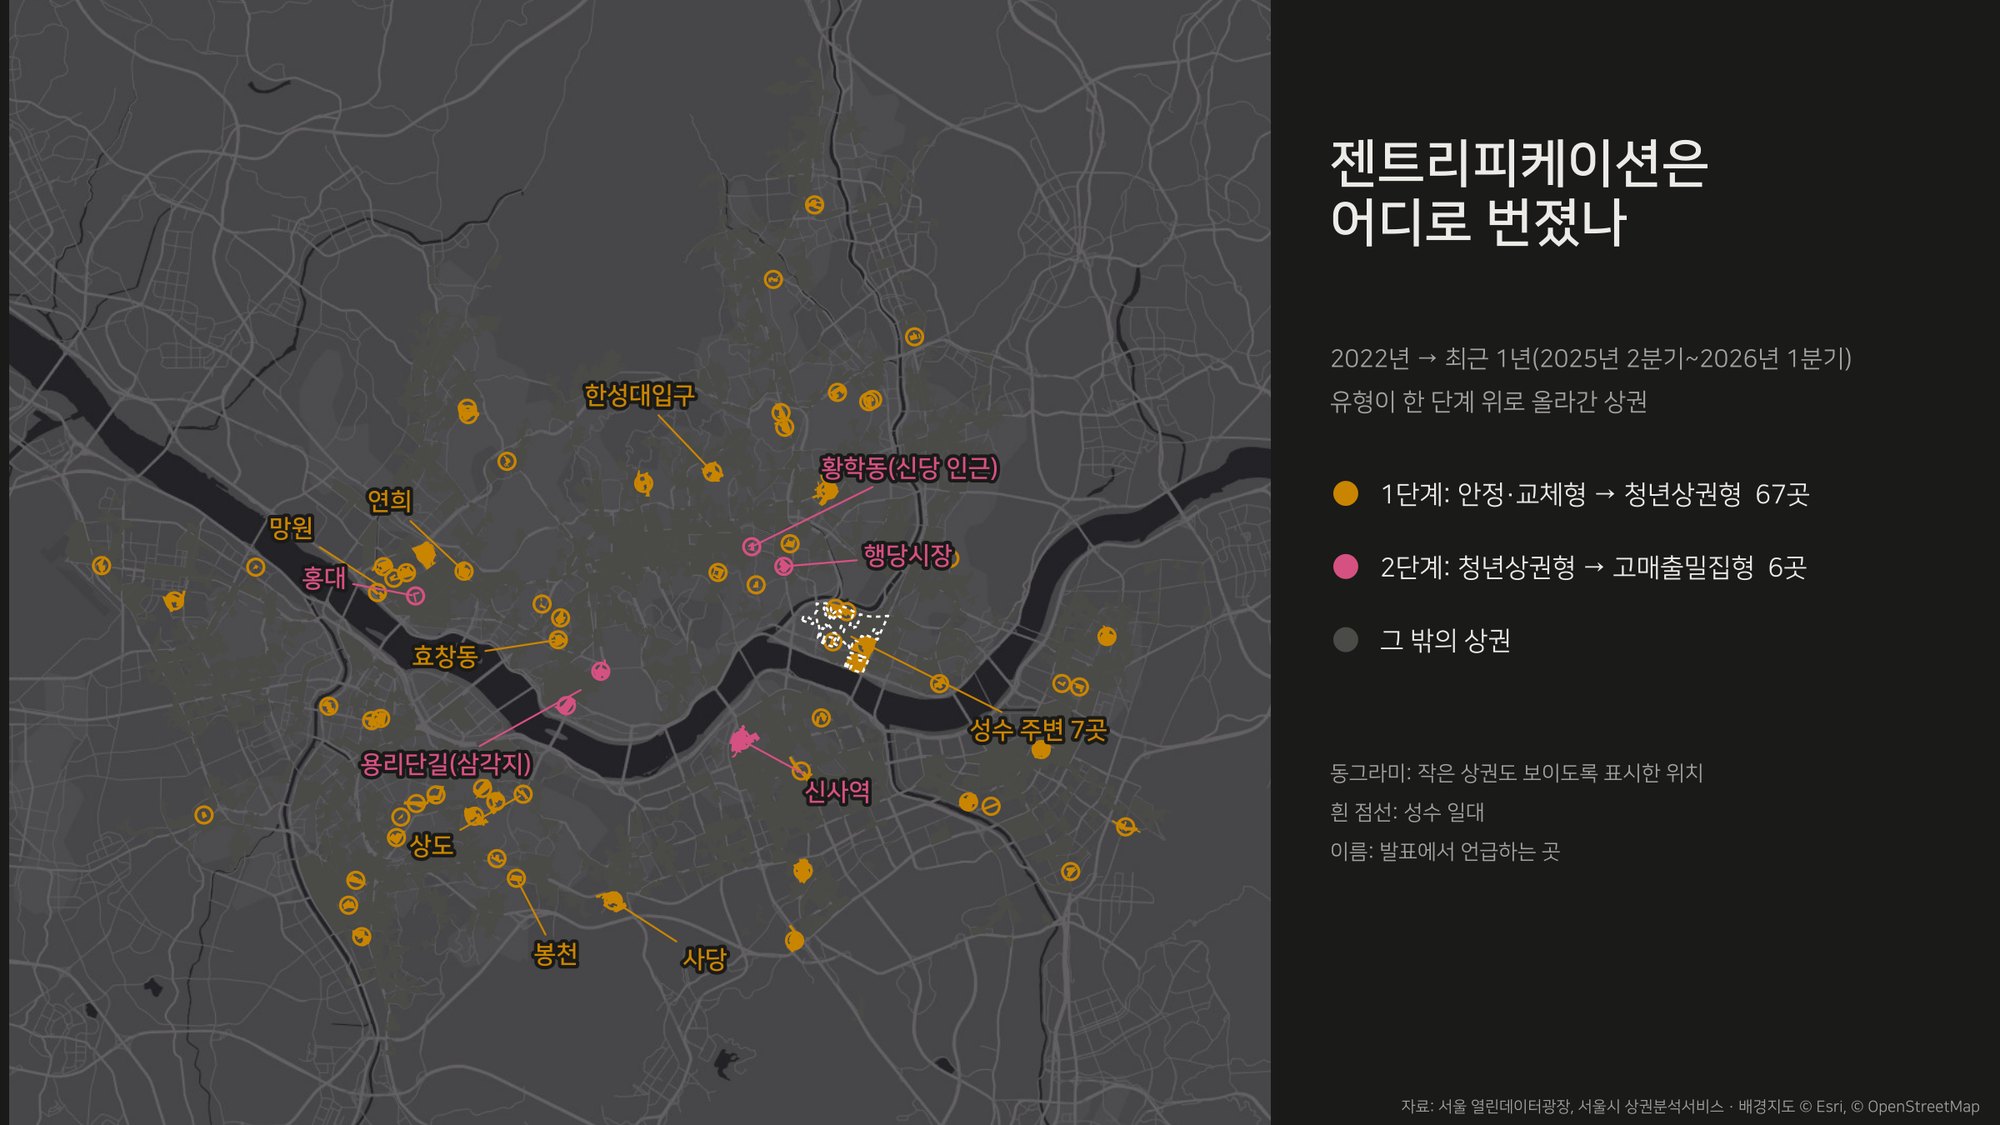 젠트리피케이션은
어디로 번졌나
2022년 → 최근 1년(2025년 2분기~2026년 1분기)
유형이 한 단계 위로 올라간 상권
1단계: 안정·교체형 → 청년상권형 67곳
2단계: 청년상권형 → 고매출밀집형 6곳
그 밖의 상권
동그라미: 작은 상권도 보이도록 표시한 위치
흰 점선: 성수 일대
이름: 발표에서 언급하는 곳
한성대입구
황학동(신당 인근)
연희
망원
행당시장
홍대
효창동
성수 주변 7곳
용리단길(삼각지)
신사역
상도
봉천
사당
자료: 서울 열린데이터광장, 서울시 상권분석서비스 · 배경지도 © Esri, © OpenStreetMap